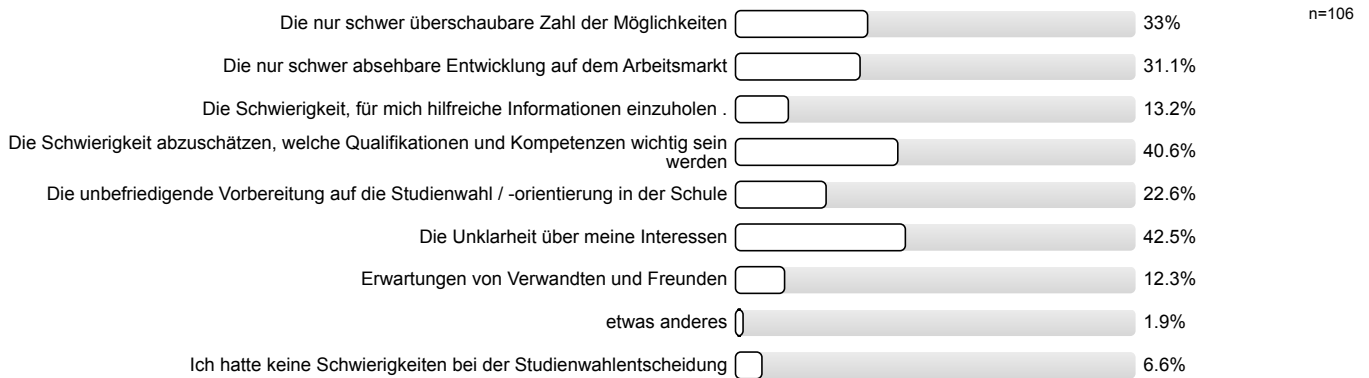 Die nur schwer überschaubare Zahl der Möglichkeiten 33% n=106
Die nur schwer absehbare Entwicklung auf dem Arbeitsmarkt 31.1%
Die Schwierigkeit, für mich hilfreiche Informationen einzuholen . 13.2%
Die Schwierigkeit abzuschätzen, welche Qualifikationen und Kompetenzen wichtig sein
werden 40.6%
Die unbefriedigende Vorbereitung auf die Studienwahl / -orientierung in der Schule 22.6%
Die Unklarheit über meine Interessen 42.5%
Erwartungen von Verwandten und Freunden 12.3%
etwas anderes 1.9%
Ich hatte keine Schwierigkeiten bei der Studienwahlentscheidung 6.6%